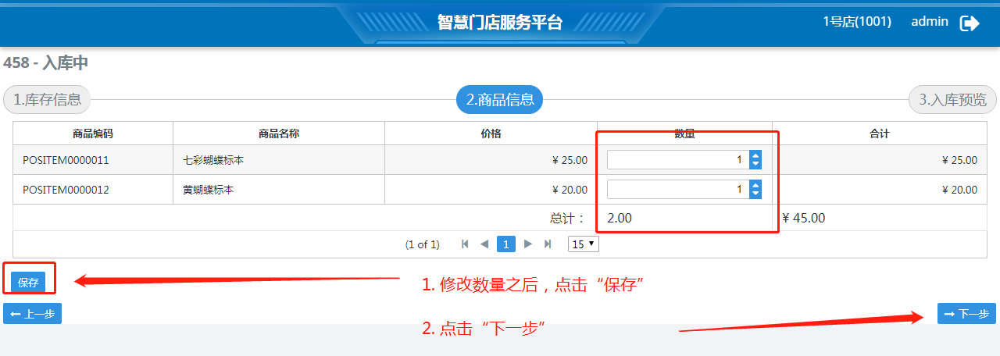 智慧门店服务平台
1号店(1001) admin
458 - 入库中
1.库存信息 2.商品信息 3.入库预览
商品编码 商品名称 价格 数量 合计
POSITEM0000011 七彩蝴蝶标本 ¥ 25.00 1 ¥ 25.00
POSITEM0000012 黄蝴蝶标本 ¥ 20.00 1 ¥ 20.00
总计： 2.00 ¥ 45.00
(1 of 1) 1 15
保存 1. 修改数量之后，点击“保存”
← 上一步 2. 点击“下一步” → 下一步